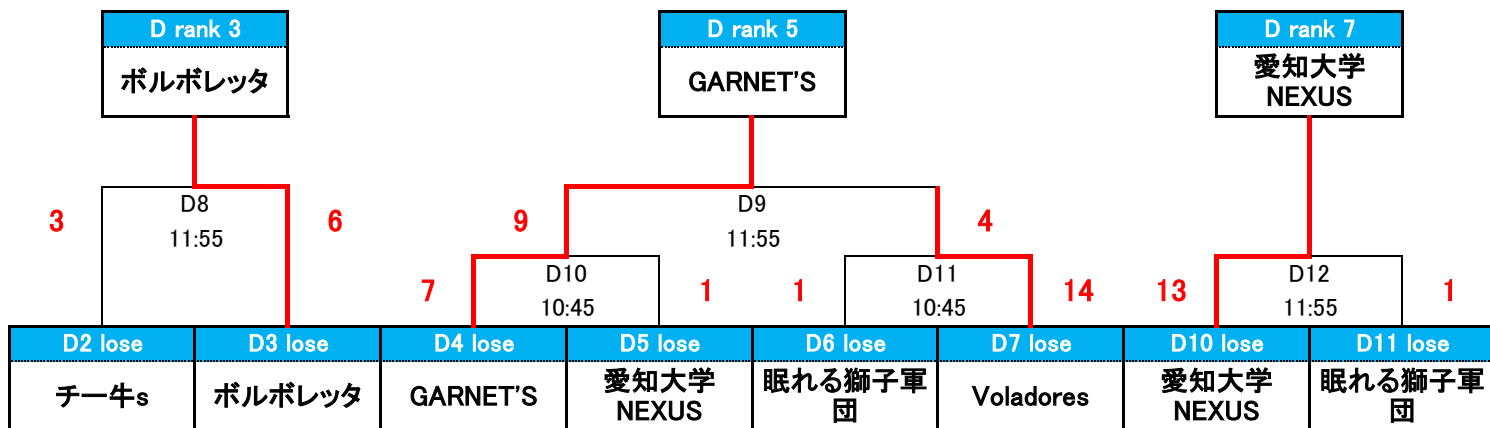 D rank 3
D rank 5
D rank 7
ボルボレッタ
GARNET'S
愛知大学
NEXUS
3
D8
11:55
6
9
D9
11:55
4
7
D10
10:45
1
1
D11
10:45
14
13
D12
11:55
1
D2 lose
D3 lose
D4 lose
D5 lose
D6 lose
D7 lose
D10 lose
D11 lose
チー牛s
ボルボレッタ
GARNET'S
愛知大学
NEXUS
眠れる獅子軍
団
Voladores
愛知大学
NEXUS
眠れる獅子軍
団